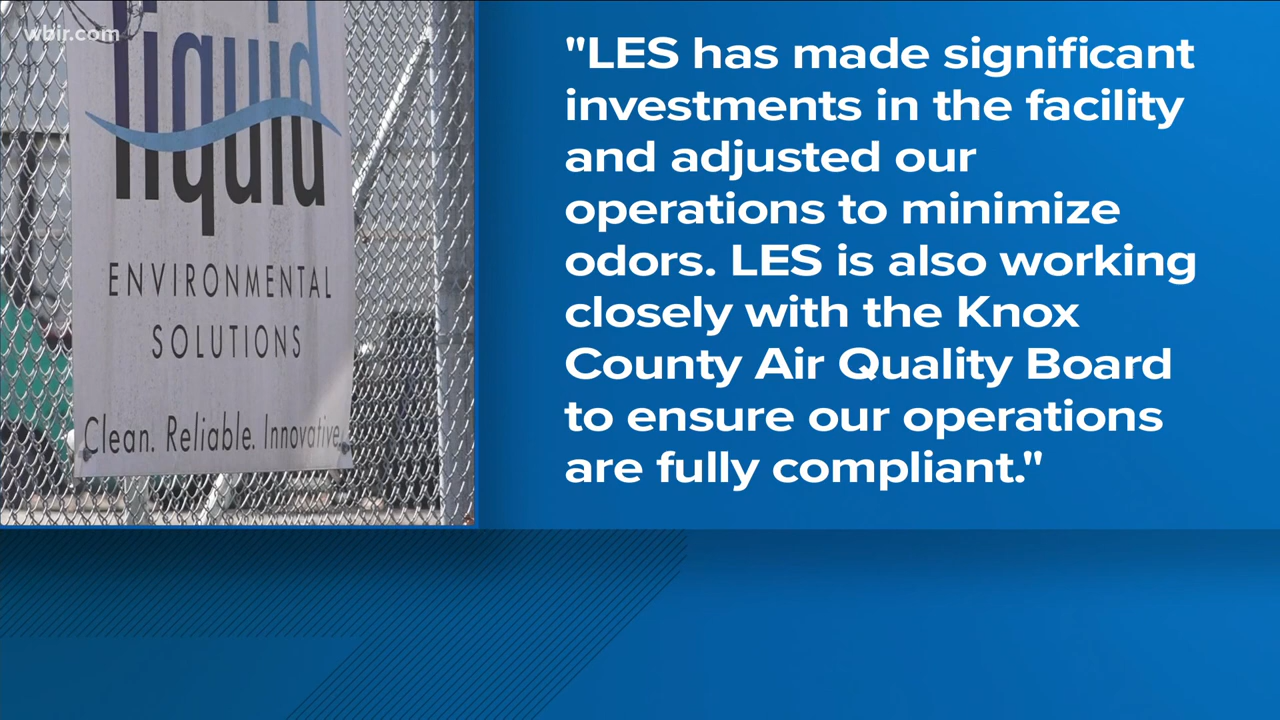 wbir.com
liquid
ENVIRONMENTAL
SOLUTIONS
Clean. Reliable. Innovative.
"LES has made significant
investments in the facility
and adjusted our
operations to minimize
odors. LES is also working
closely with the Knox
County Air Quality Board
to ensure our operations
are fully compliant."